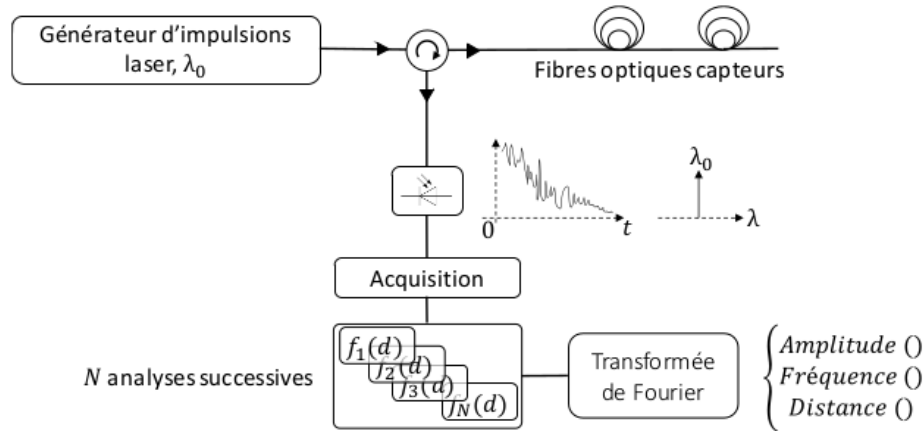 Générateur d'impulsions
laser, λ₀
Fibres optiques capteurs
λ₀
0
t
λ
Acquisition
f₁(d)
f₂(d)
f₃(d)
f_N(d)
N analyses successives
Transformée
de Fourier
Amplitude ()
Fréquence ()
Distance ()